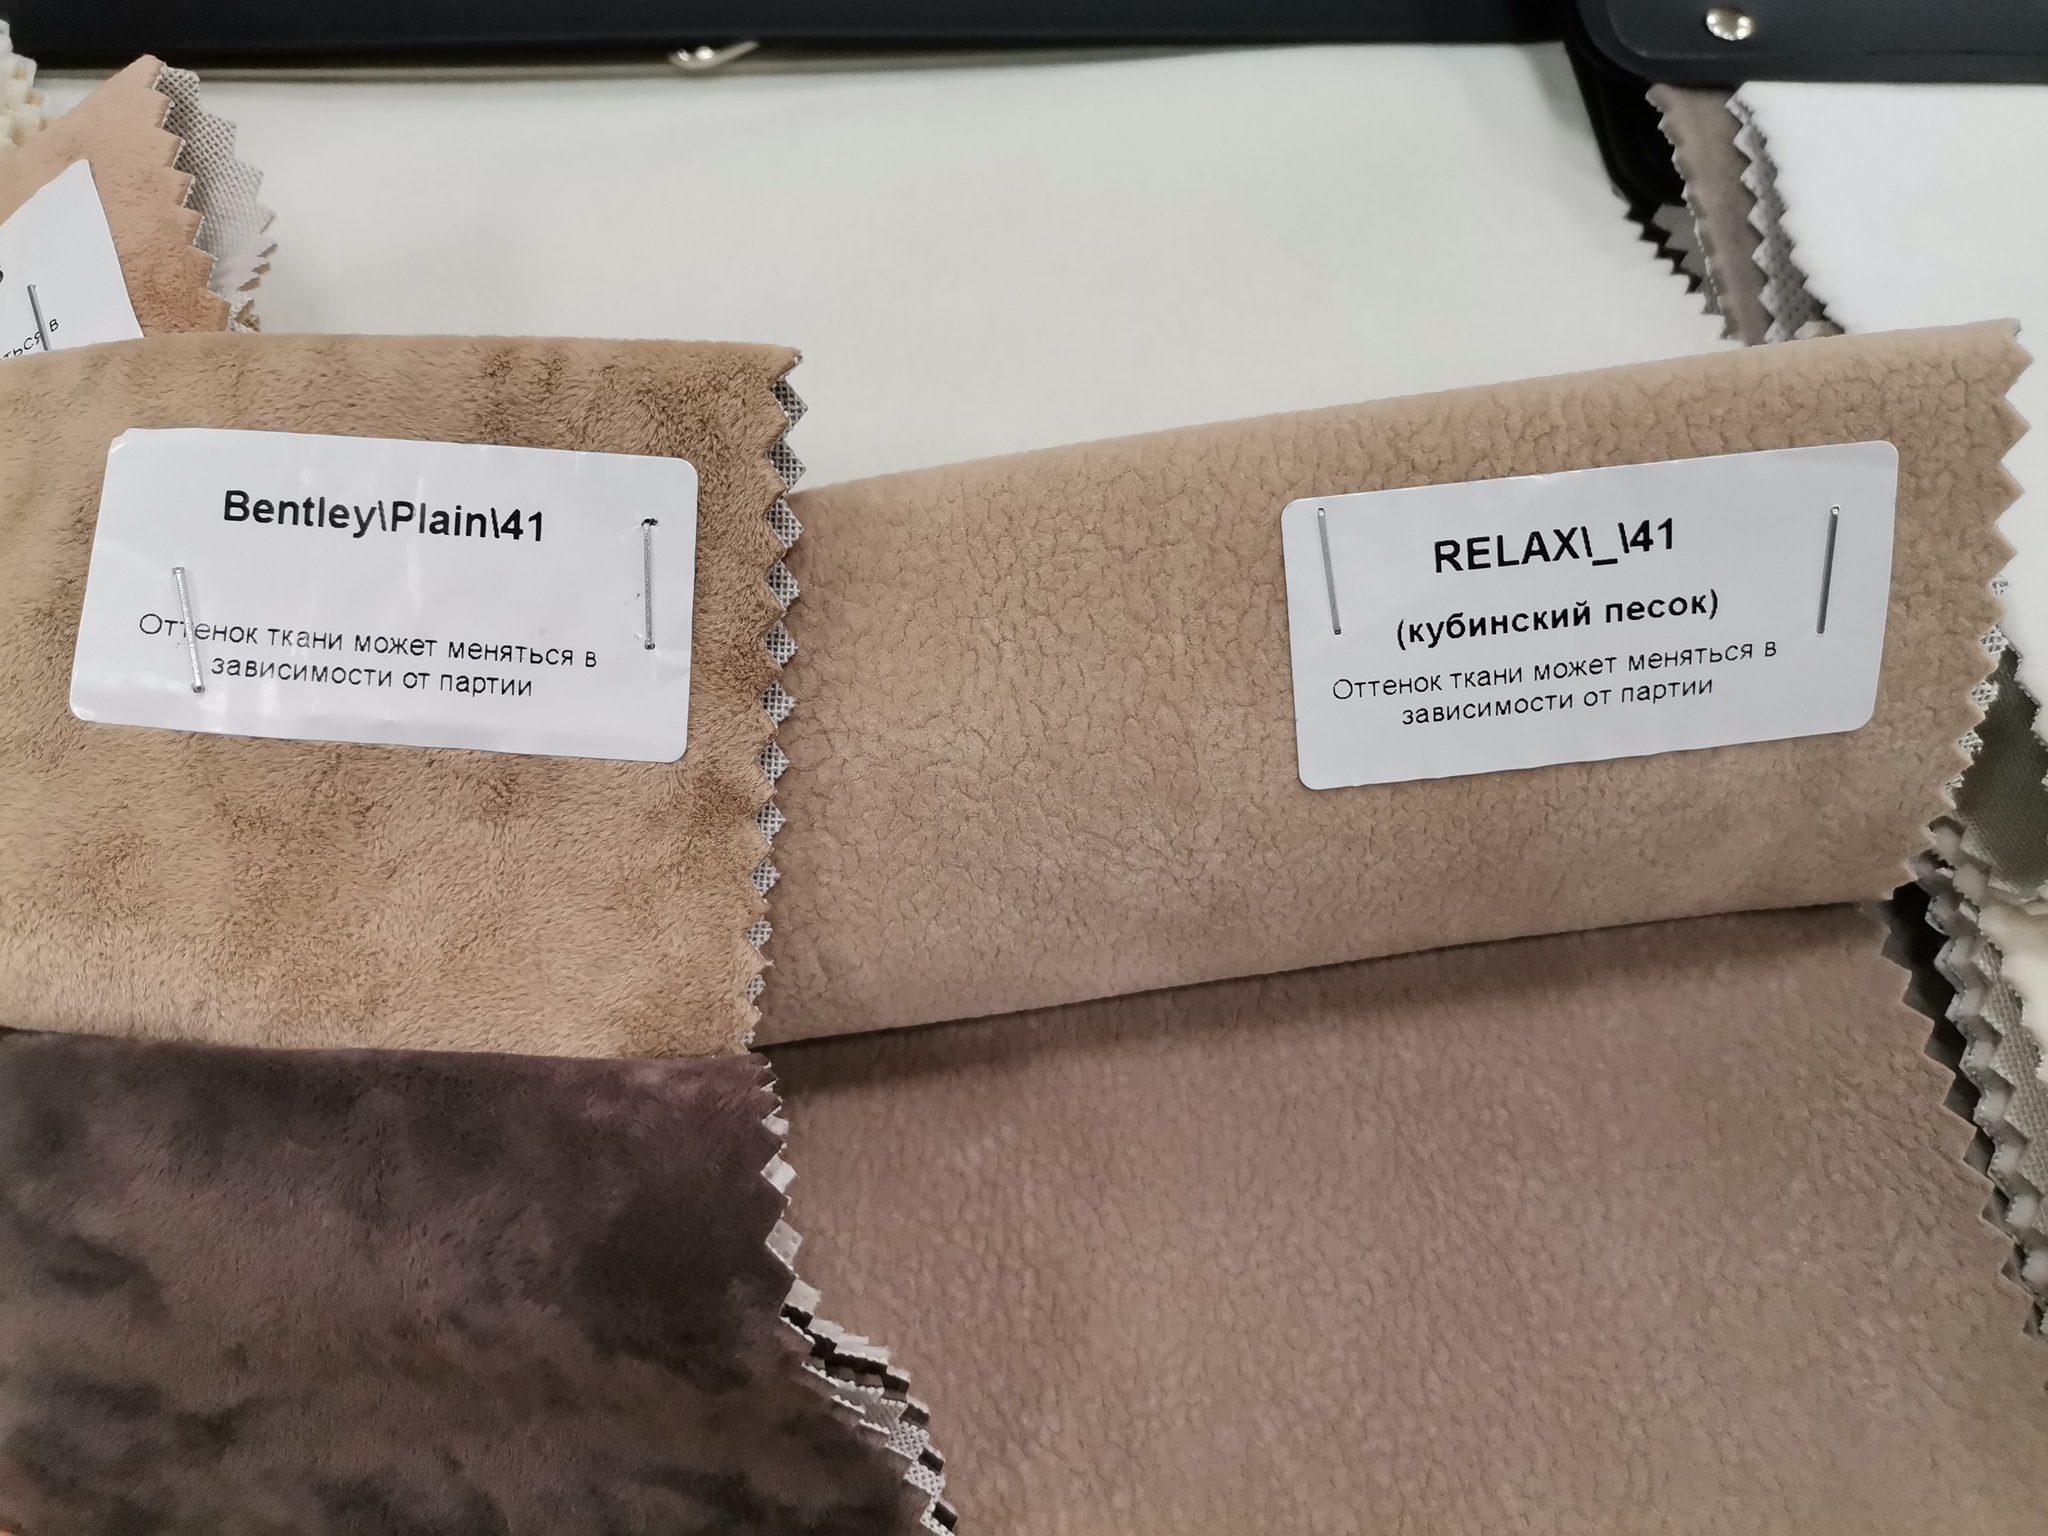 Bentley\Plain\41
Оттенок ткани может меняться в
зависимости от партии
RELAX\_\41
(кубинский песок)
Оттенок ткани может меняться в
зависимости от партии